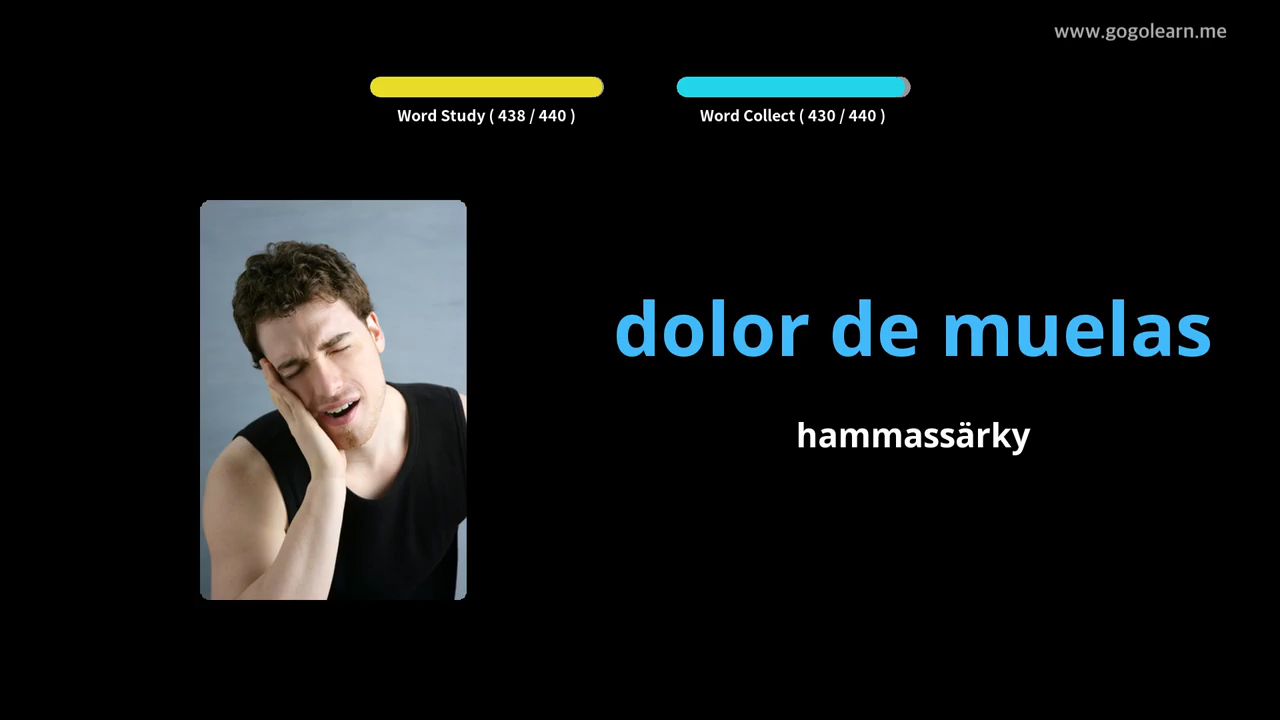 www.gogolearn.me
Word Study ( 438 / 440 )
Word Collect ( 430 / 440 )
dolor de muelas
hammassärky